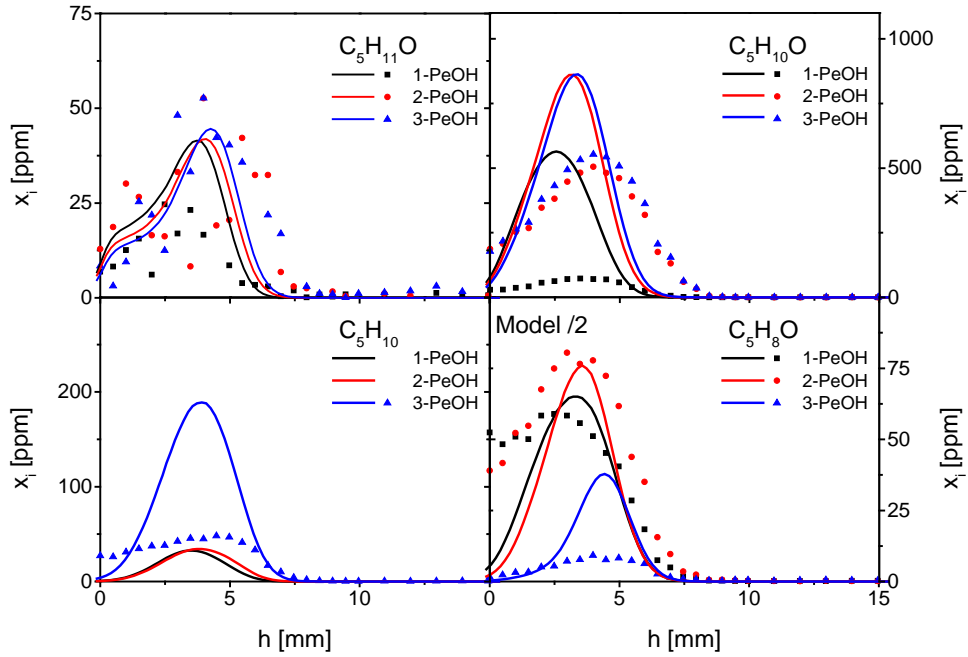 C₅H₁₁O
1-PeOH
2-PeOH
3-PeOH
75
50
25
0
xᵢ [ppm]
C₅H₁₀O
1-PeOH
2-PeOH
3-PeOH
1000
500
0
xᵢ [ppm]
C₅H₁₀
1-PeOH
2-PeOH
3-PeOH
200
100
0
xᵢ [ppm]
0
5
10
h [mm]
Model /2
C₅H₈O
1-PeOH
2-PeOH
3-PeOH
75
50
25
0
xᵢ [ppm]
0
5
10
15
h [mm]